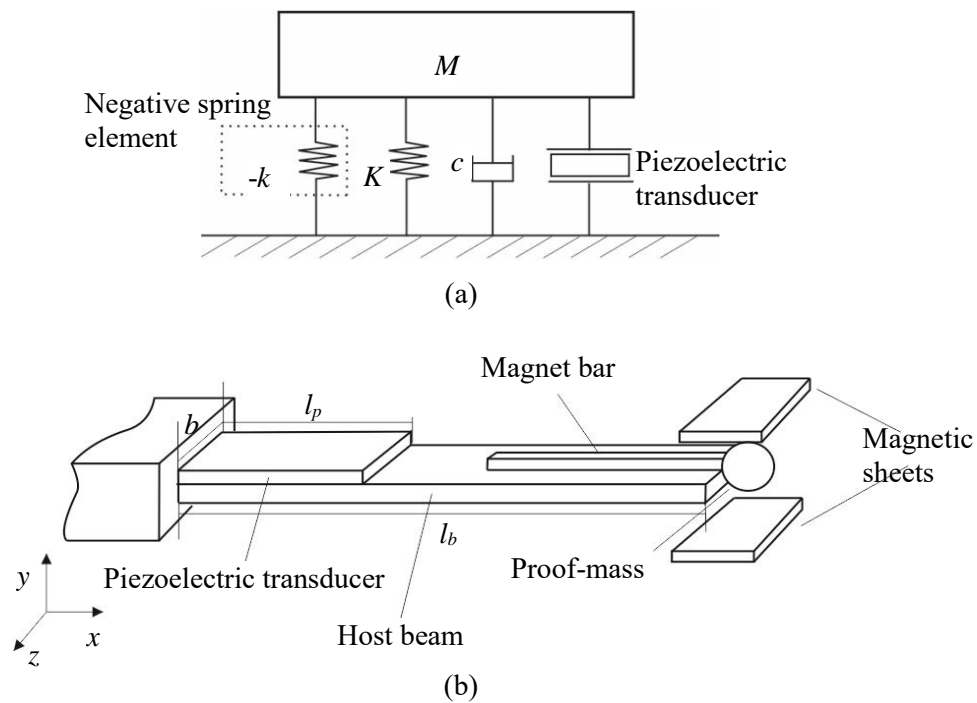 M
Negative spring
element
-k
K
c
Piezoelectric
transducer
(a)
Magnet bar
b
l_p
Magnetic
sheets
l_b
Proof-mass
Piezoelectric transducer
y
x
Host beam
z
(b)